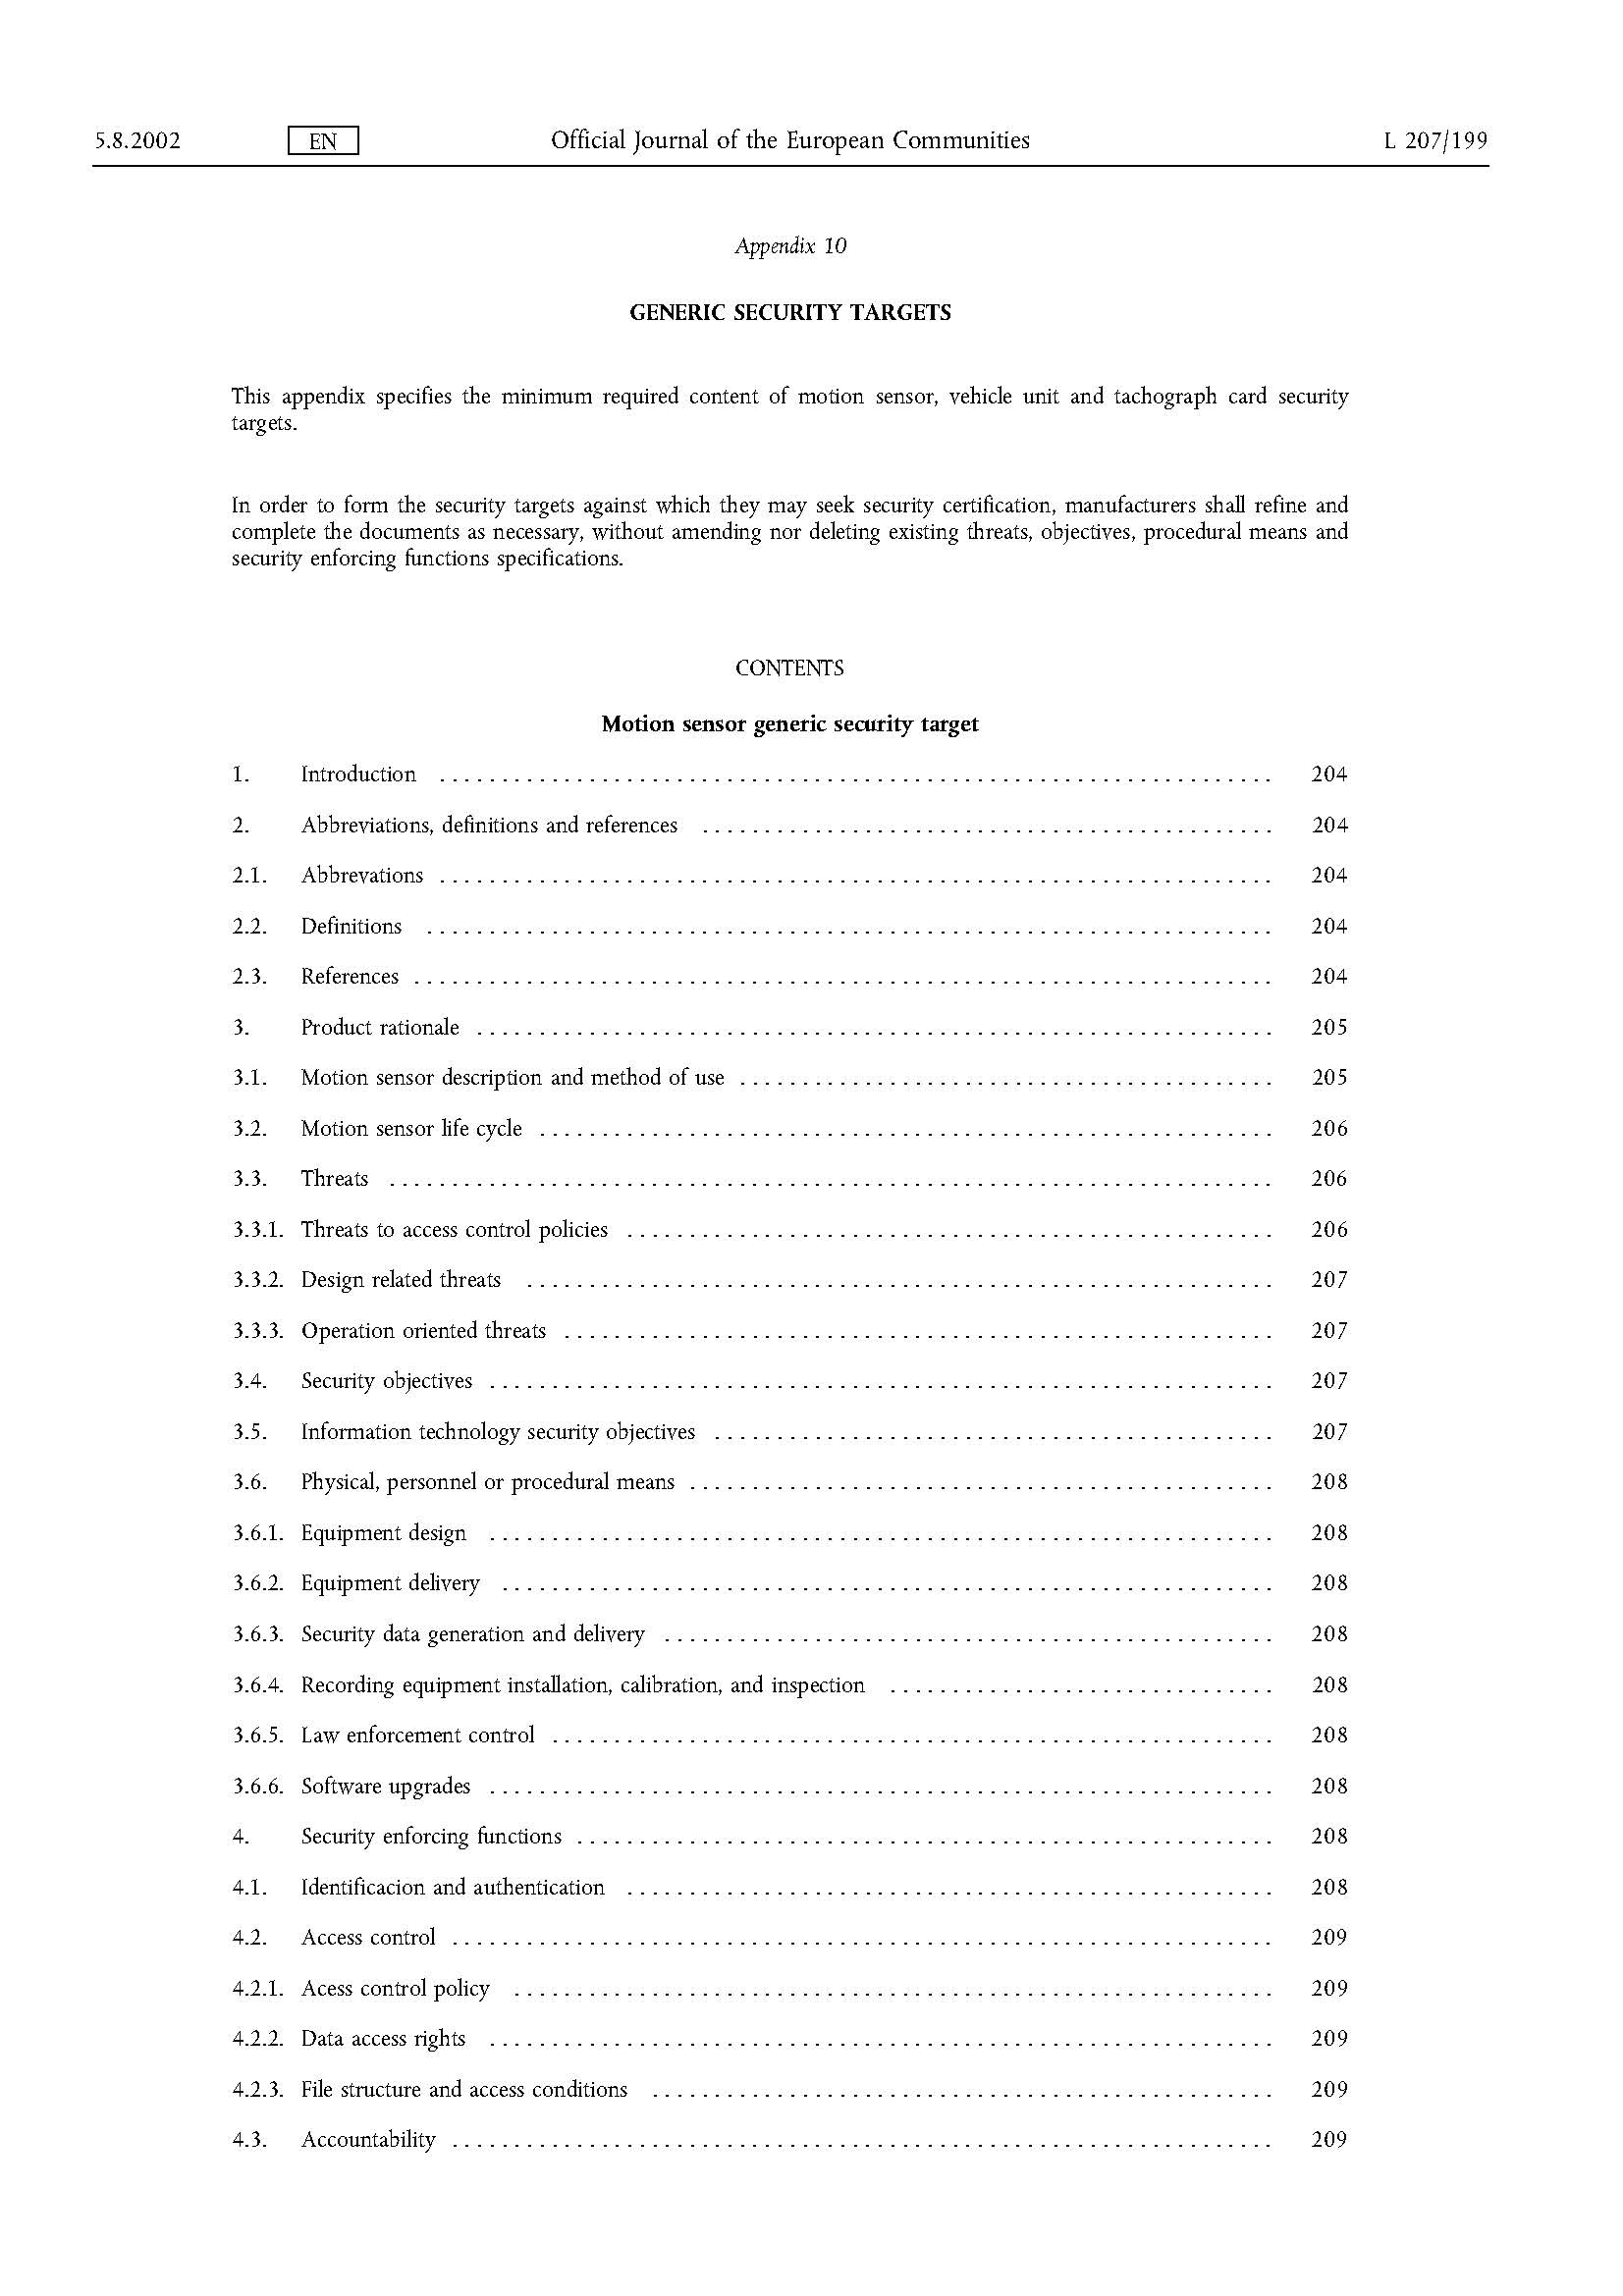 5.8.2002 EN Official Journal of the European Communities L 207/199
Appendix 10
GENERIC SECURITY TARGETS
This appendix specifies the minimum required content of motion sensor, vehicle unit and tachograph card security
targets.
In order to form the security targets against which they may seek security certification, manufacturers shall refine and
complete the documents as necessary, without amending nor deleting existing threats, objectives, procedural means and
security enforcing functions specifications.
CONTENTS
Motion sensor generic security target
1. Introduction 204
2. Abbreviations, definitions and references 204
2.1. Abbrevations 204
2.2. Definitions 204
2.3. References 204
3. Product rationale 205
3.1. Motion sensor description and method of use 205
3.2. Motion sensor life cycle 206
3.3. Threats 206
3.3.1. Threats to access control policies 206
3.3.2. Design related threats 207
3.3.3. Operation oriented threats 207
3.4. Security objectives 207
3.5. Information technology security objectives 207
3.6. Physical, personnel or procedural means 208
3.6.1. Equipment design 208
3.6.2. Equipment delivery 208
3.6.3. Security data generation and delivery 208
3.6.4. Recording equipment installation, calibration, and inspection 208
3.6.5. Law enforcement control 208
3.6.6. Software upgrades 208
4. Security enforcing functions 208
4.1. Identificacion and authentication 208
4.2. Access control 209
4.2.1. Acess control policy 209
4.2.2. Data access rights 209
4.2.3. File structure and access conditions 209
4.3. Accountability 209